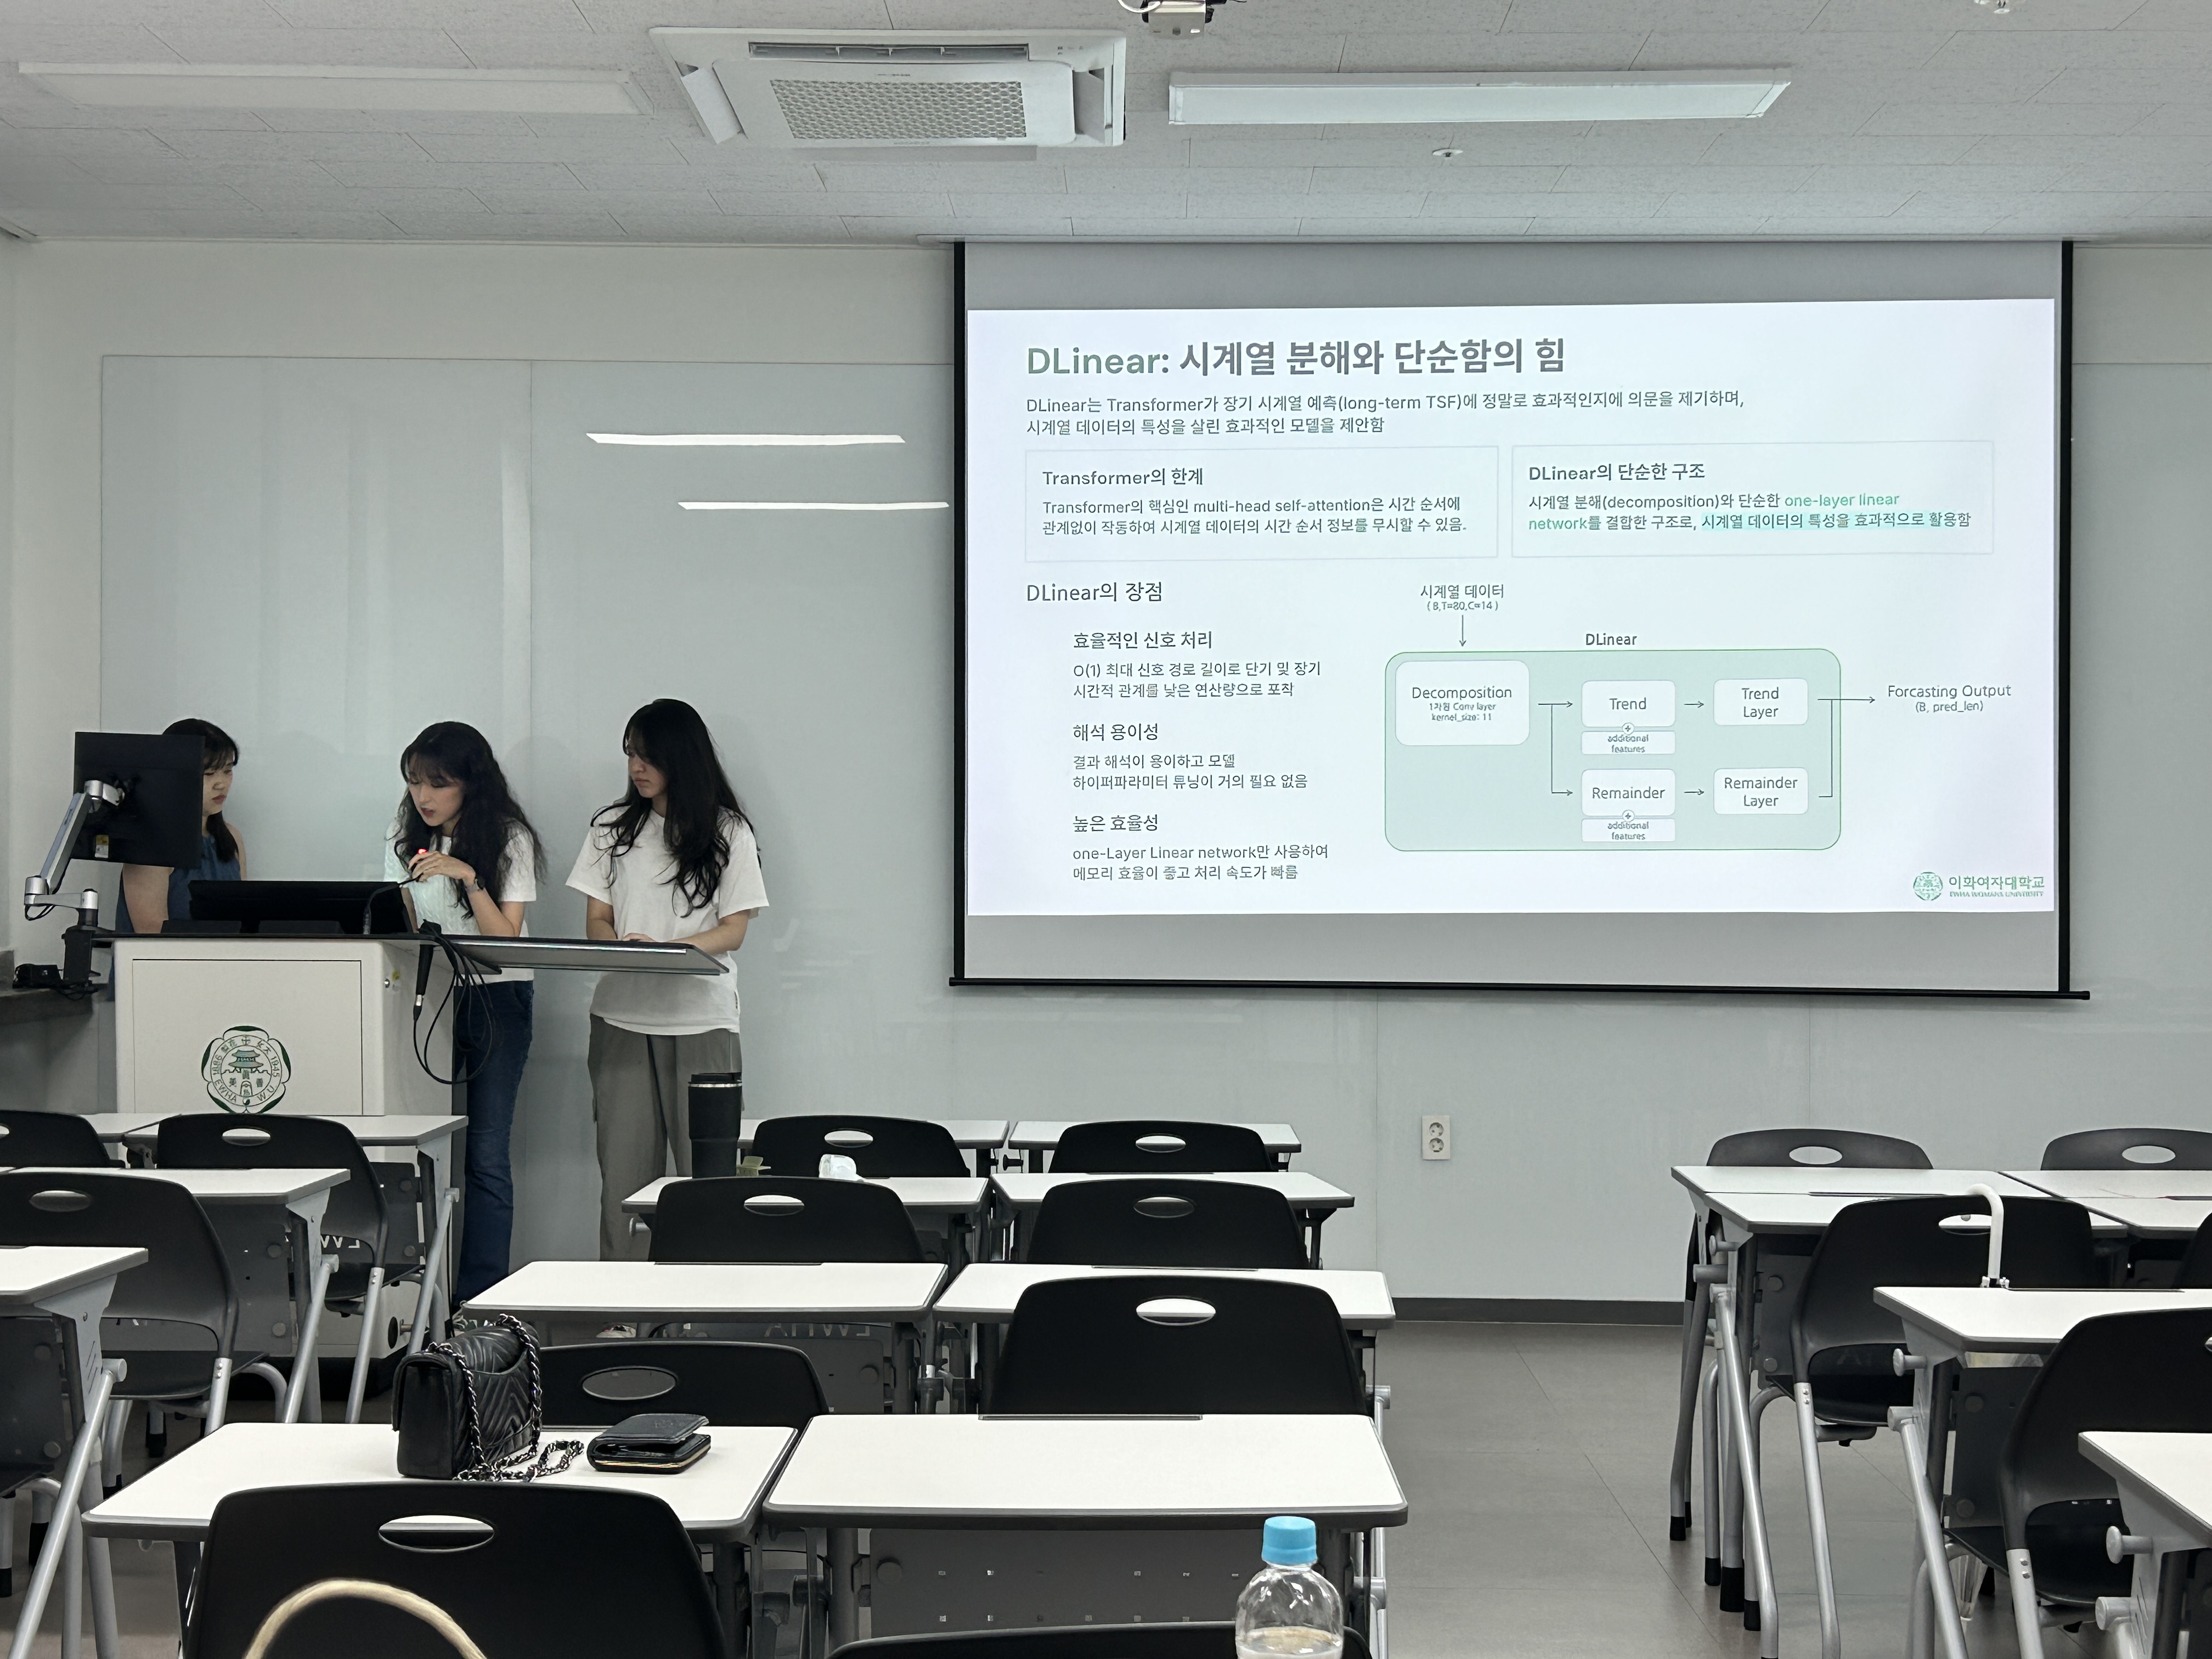 DLinear: 시계열 분해와 단순함의 힘
DLinear는 Transformer가 장기 시계열 예측(long-term TSF)에 정말로 효과적인지에 의문을 제기하며,
시계열 데이터의 특성을 살린 효과적인 모델을 제안함
Transformer의 한계
Transformer의 핵심인 multi-head self-attention은 시간 순서에
관계없이 작동하여 시계열 데이터의 시간 순서 정보를 무시할 수 있음.
DLinear의 단순한 구조
시계열 분해(decomposition)와 단순한 one-layer linear
network를 결합한 구조로, 시계열 데이터의 특성을 효과적으로 활용함
DLinear의 장점
효율적인 신호 처리
O(1) 최대 신호 경로 길이로 단기 및 장기
시간적 관계를 낮은 연산량으로 포착
해석 용이성
결과 해석이 용이하고 모델
하이퍼파라미터 튜닝이 거의 필요 없음
높은 효율성
one-Layer Linear network만 사용하여
메모리 효율이 좋고 처리 속도가 빠름
시계열 데이터
( B,T=80,C=14 )
DLinear
Decomposition
1차원 Conv layer
kernel_size: 11
Trend
+
additional
features
Trend
Layer
Remainder
+
additional
features
Remainder
Layer
Forcasting Output
(B, pred_len)
이화여자대학교
EWHA WOMANS UNIVERSITY
1886
1945
EWHA W.U